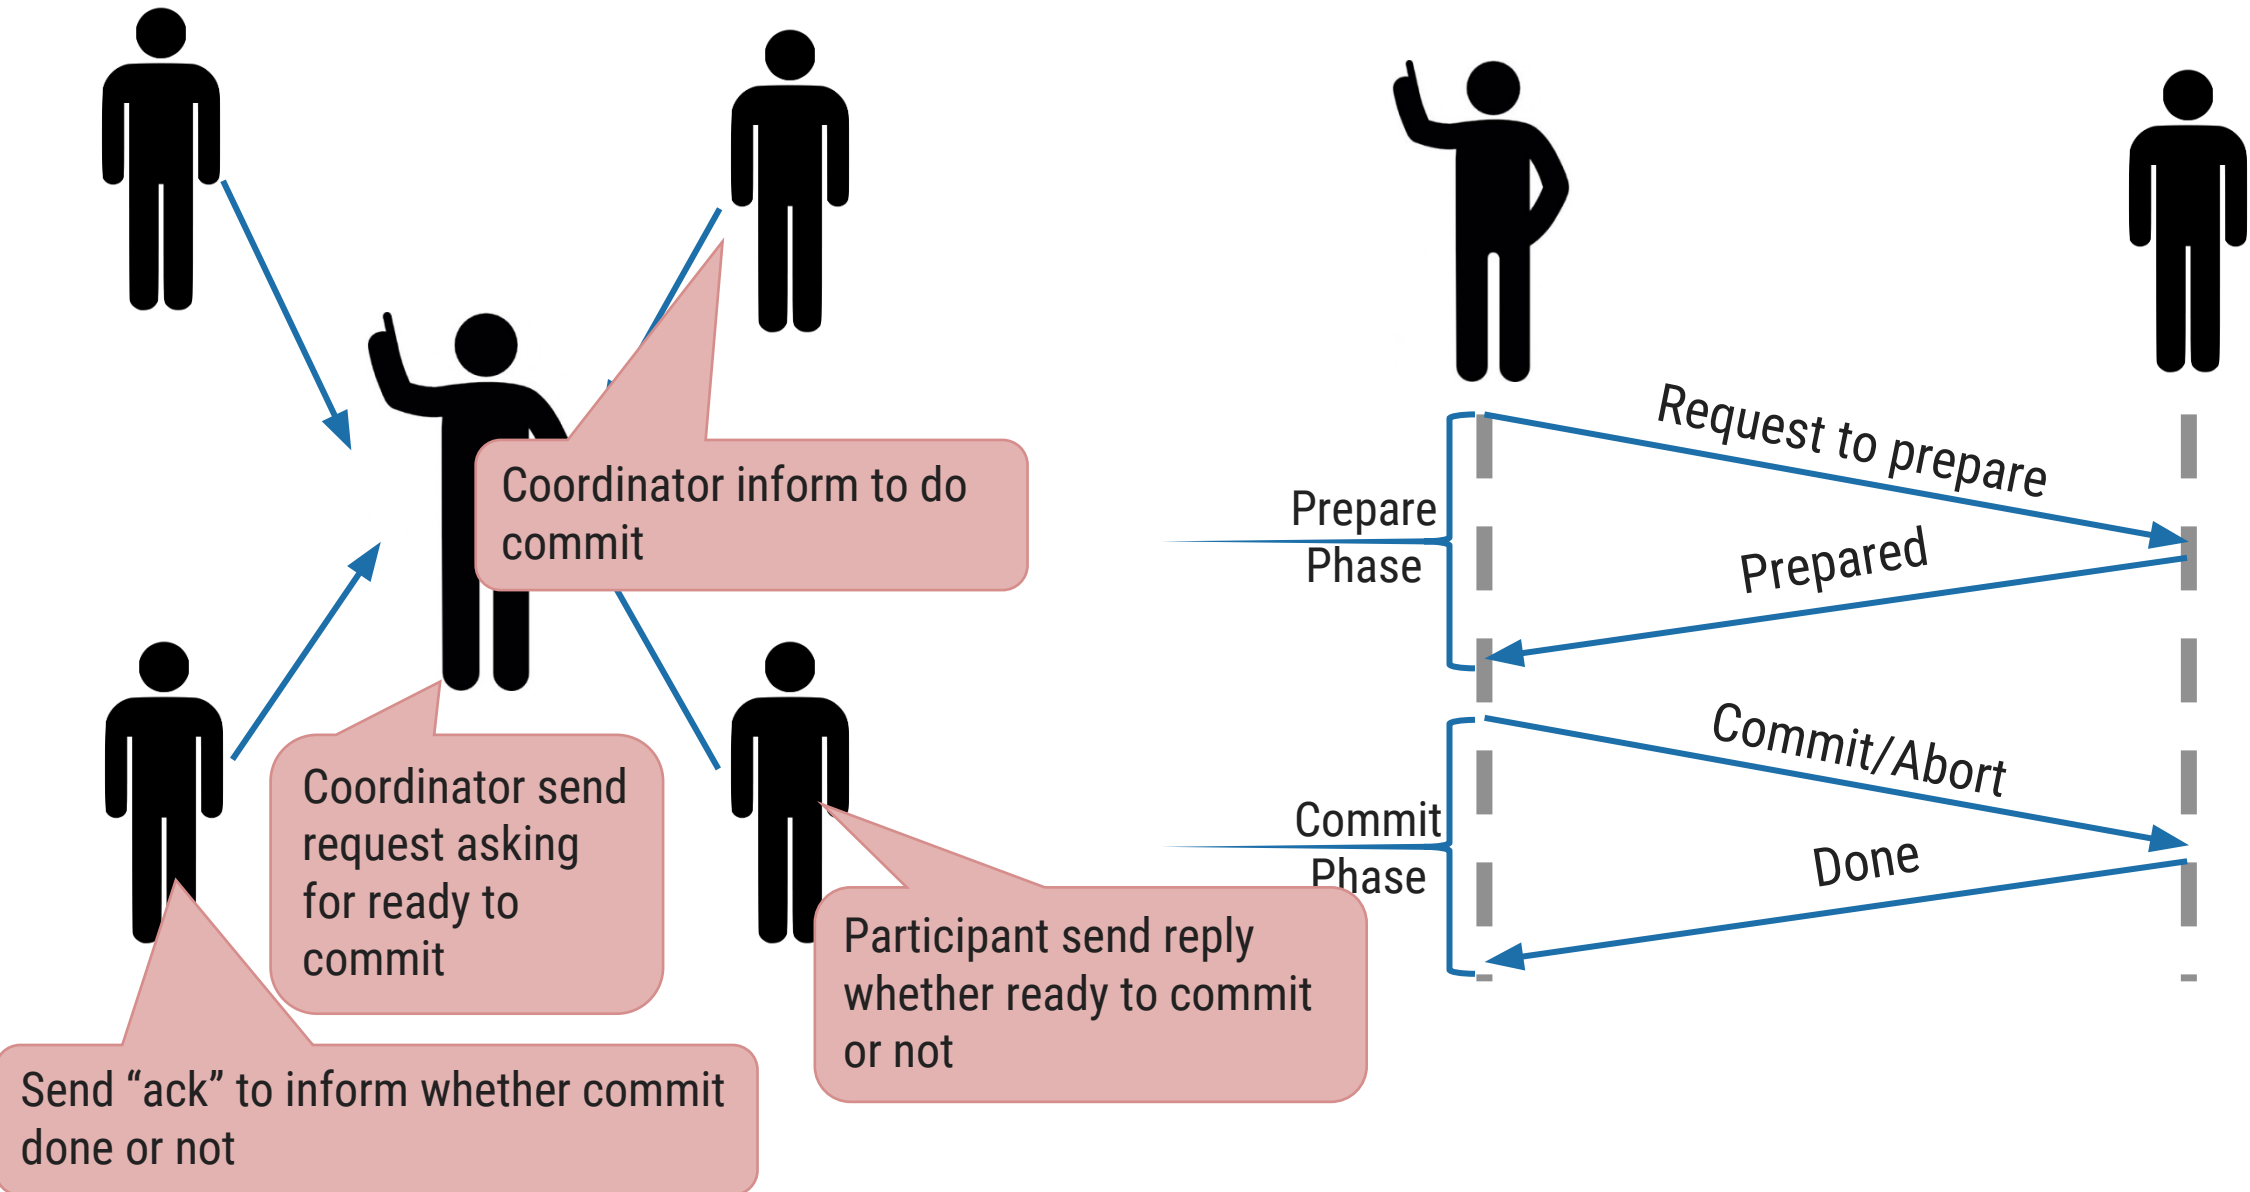 Coordinator inform to do
commit
Coordinator send
request asking
for ready to
commit
Send “ack” to inform whether commit
done or not
Participant send reply
whether ready to commit
or not
Prepare
Phase
Request to prepare
Prepared
Commit
Phase
Commit/Abort
Done